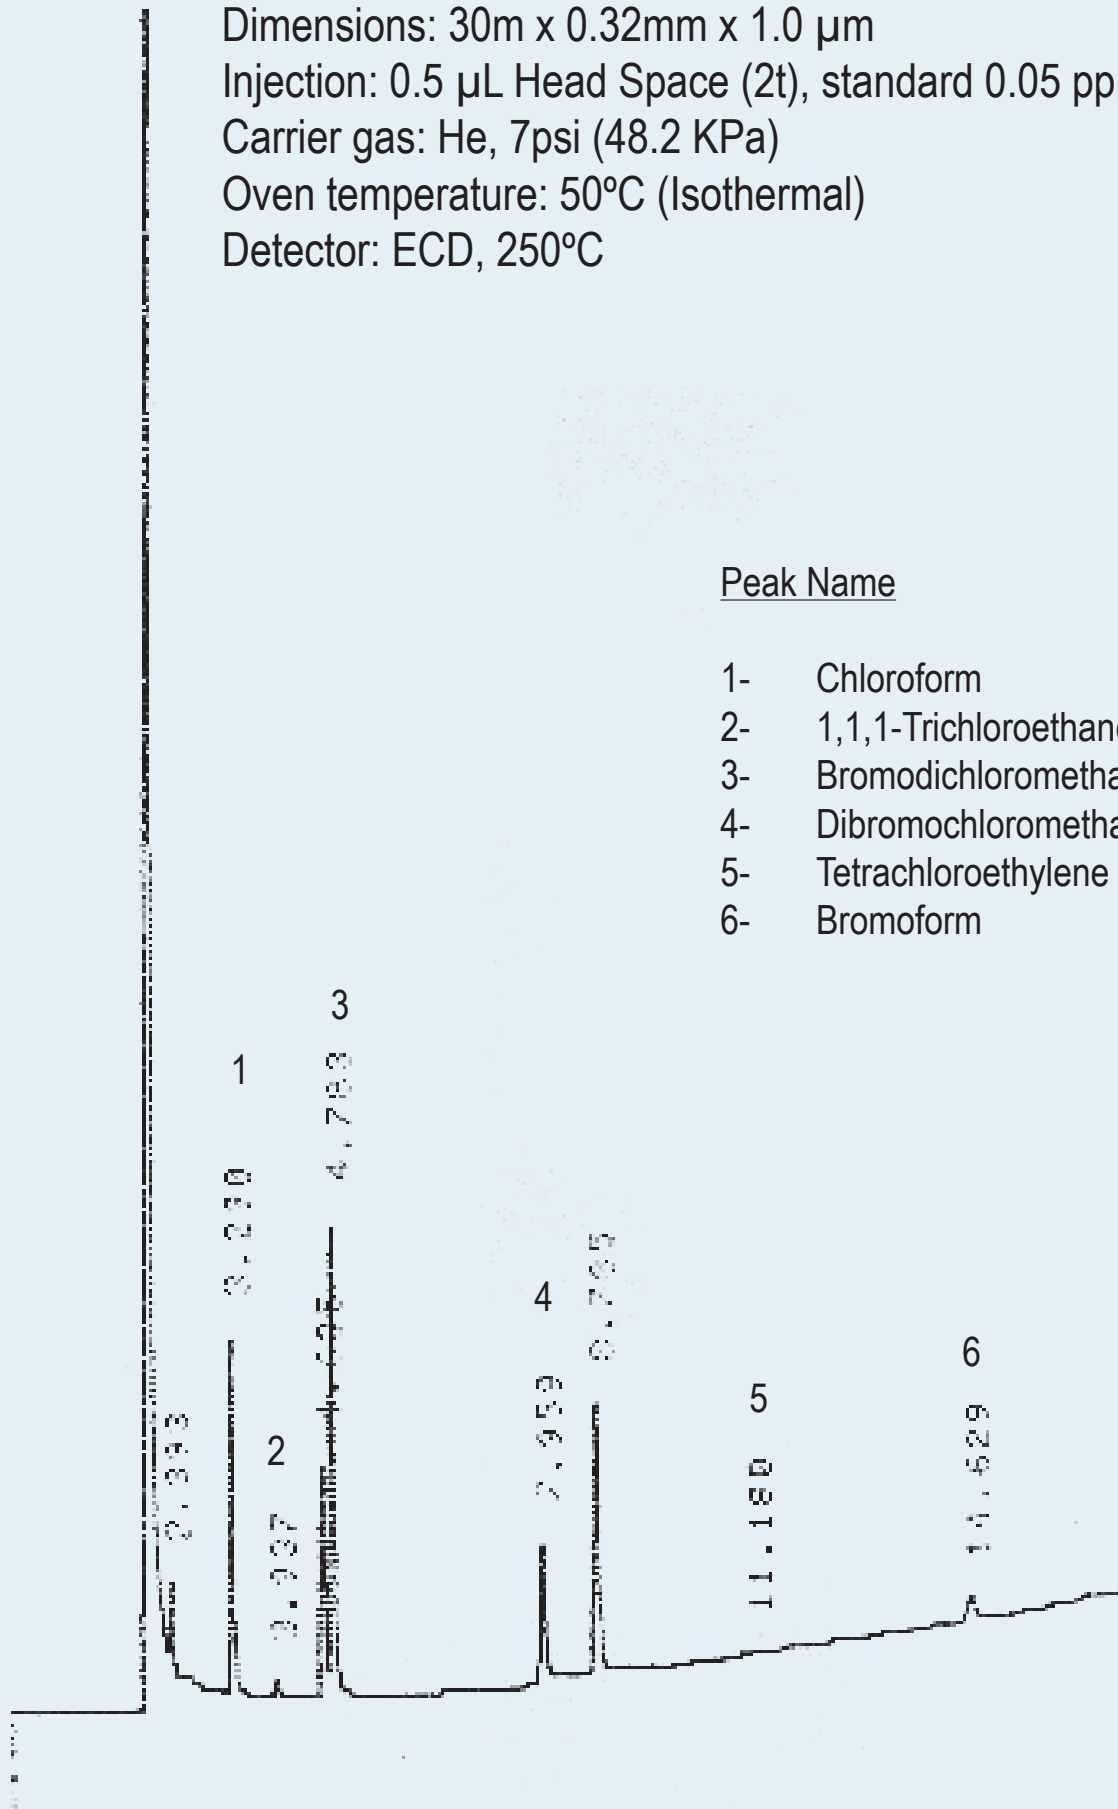 Dimensions: 30m x 0.32mm x 1.0 µm
Injection: 0.5 µL Head Space (2t), standard 0.05 pp
Carrier gas: He, 7psi (48.2 KPa)
Oven temperature: 50ºC (Isothermal)
Detector: ECD, 250ºC
Peak Name
1- Chloroform
2- 1,1,1-Trichloroethan
3- Bromodichlorometha
4- Dibromochlorometha
5- Tetrachloroethylene
6- Bromoform
3
1
4.783
3.230
4
6
5
2
2.393
7.959
11.180
14.629
3.937